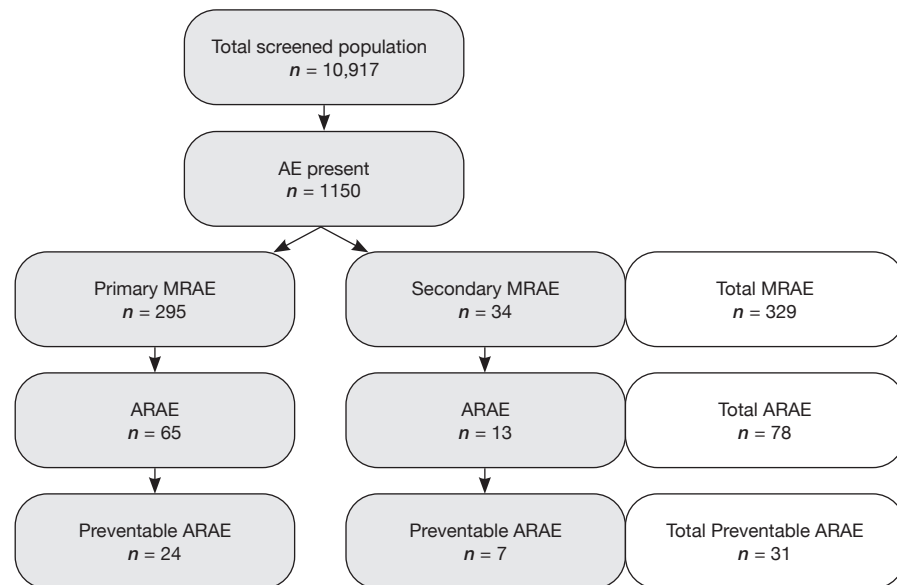 Total screened population
n = 10,917
AE present
n = 1150
Primary MRAE
n = 295
Secondary MRAE
n = 34
Total MRAE
n = 329
ARAE
n = 65
ARAE
n = 13
Total ARAE
n = 78
Preventable ARAE
n = 24
Preventable ARAE
n = 7
Total Preventable ARAE
n = 31